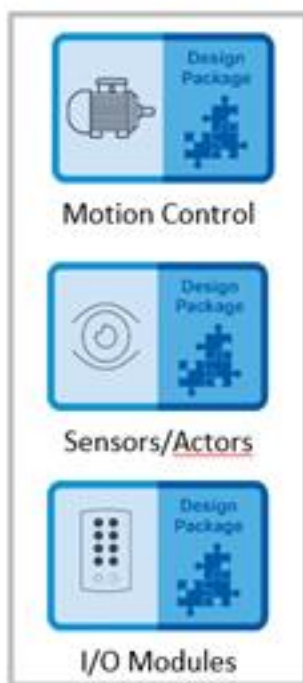 Design
Package
Motion Control
Design
Package
Sensors/Actors
Design
Package
I/O Modules